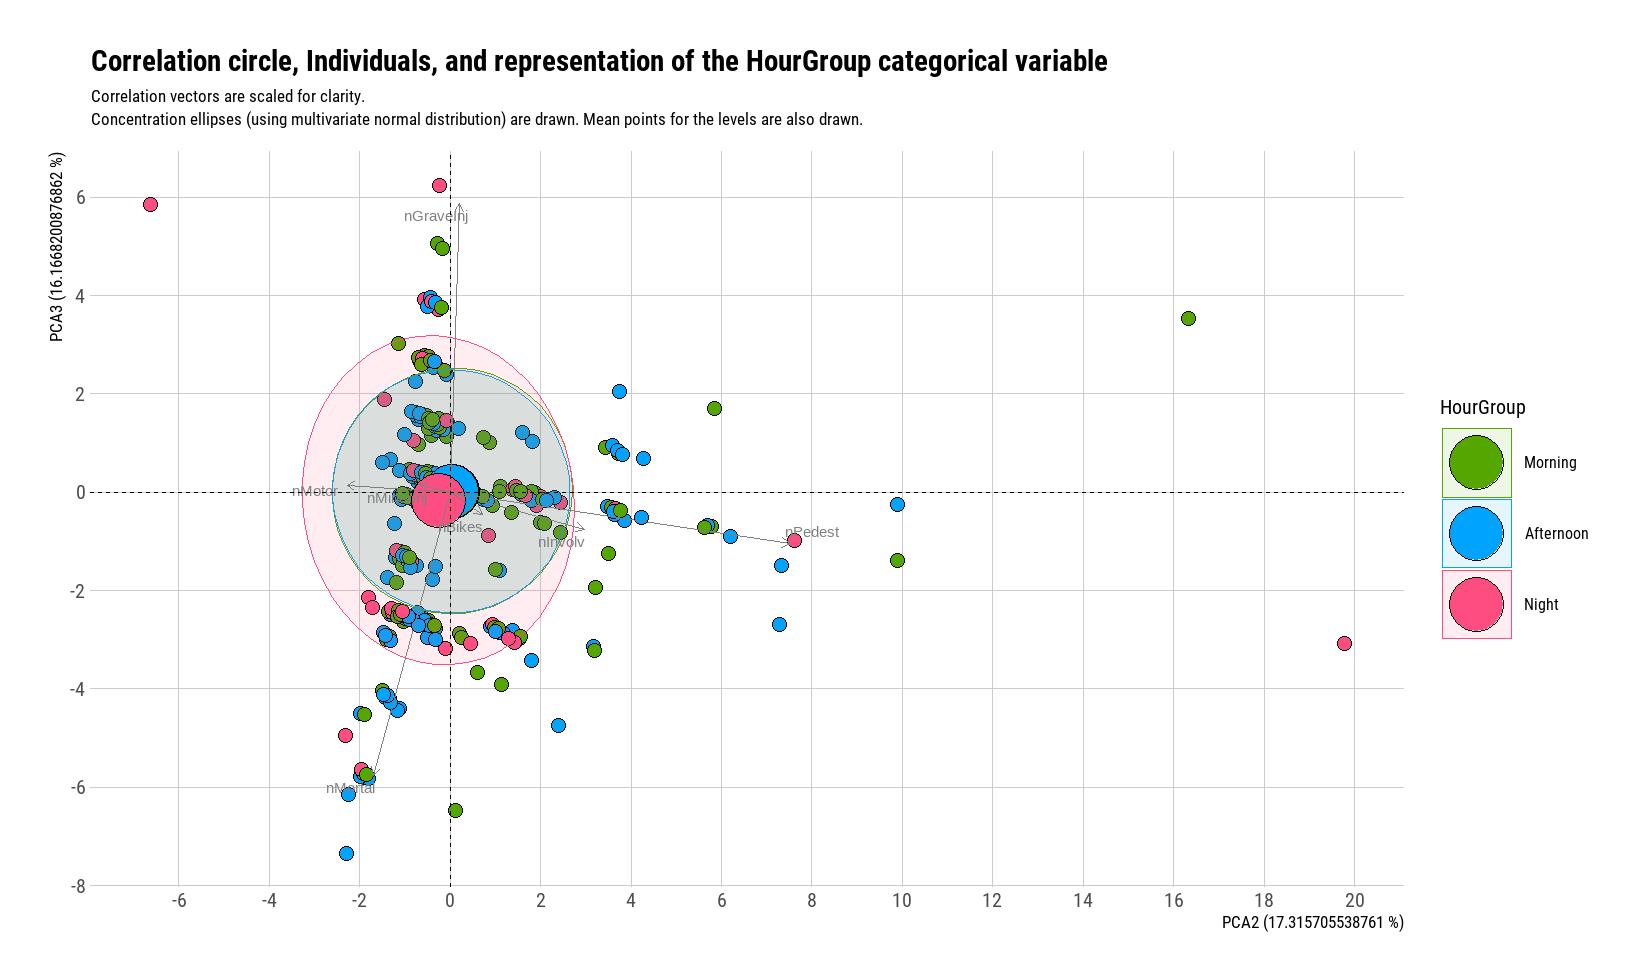 Correlation circle, Individuals, and representation of the HourGroup categorical variable
Correlation vectors are scaled for clarity.
Concentration ellipses (using multivariate normal distribution) are drawn. Mean points for the levels are also drawn.
PCA3 (16.1668200876862 %)
6
4
2
0
-2
-4
-6
-8
nGraveInj
nMotor
nBikes
nInvolv
nPedest
nMortal
-6
-4
-2
0
2
4
6
8
10
12
14
16
18
20
PCA2 (17.315705538761 %)
HourGroup
Morning
Afternoon
Night